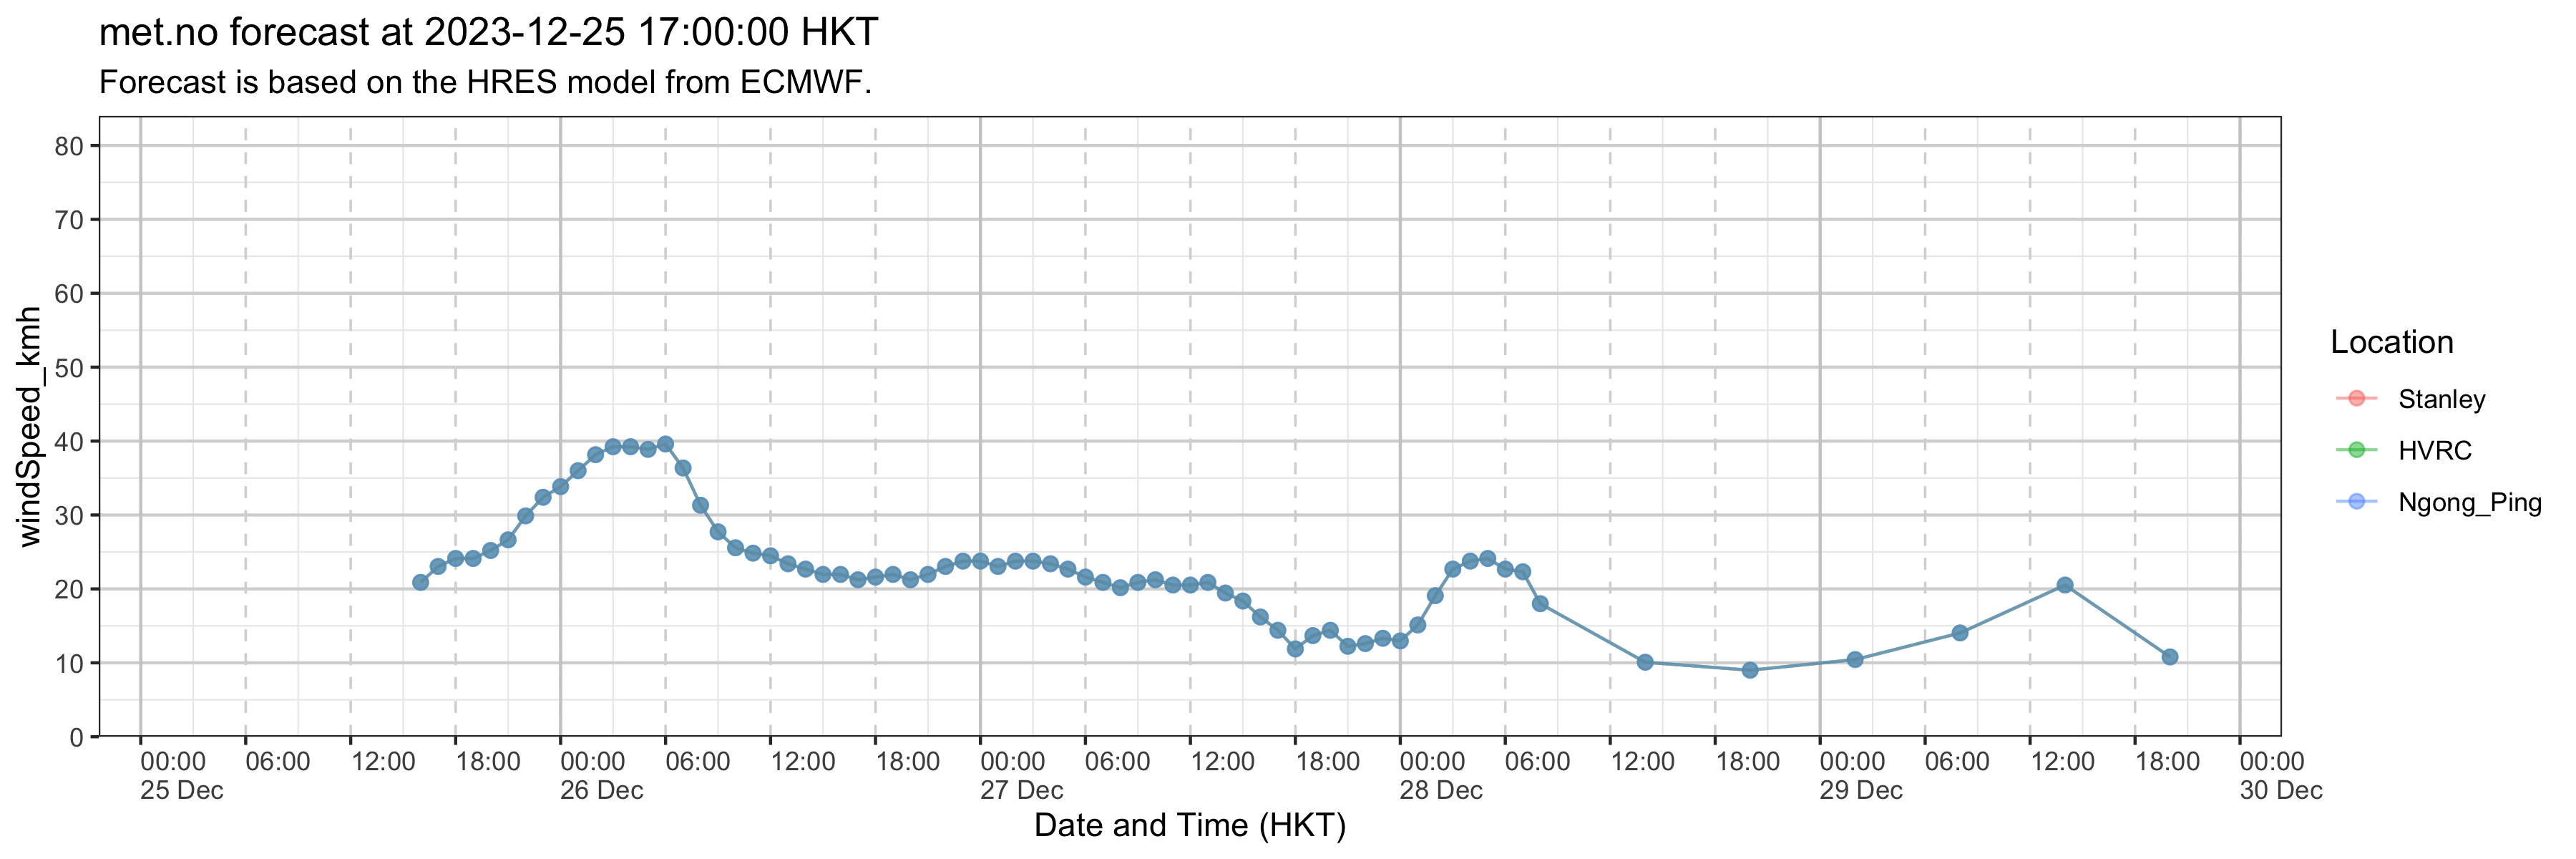 met.no forecast at 2023-12-25 17:00:00 HKT
Forecast is based on the HRES model from ECMWF.
windSpeed_kmh
80
70
60
50
40
30
20
10
0
00:00 06:00 12:00 18:00 00:00 06:00 12:00 18:00 00:00 06:00 12:00 18:00 00:00 06:00 12:00 18:00 00:00 06:00 12:00 18:00 00:00
25 Dec 26 Dec 27 Dec 28 Dec 29 Dec 30 Dec
Date and Time (HKT)
Location
Stanley
HVRC
Ngong_Ping